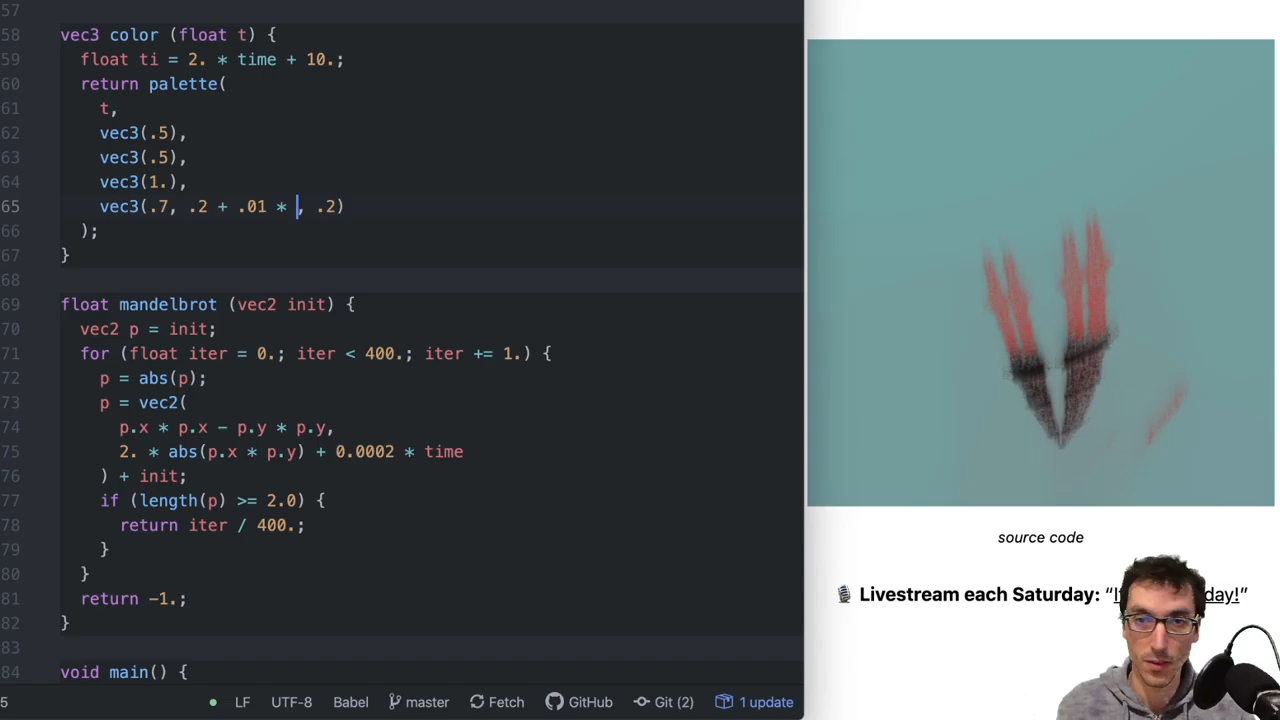 57
58 vec3 color (float t) {
59 float ti = 2. * time + 10.;
60 return palette(
61 t,
62 vec3(.5),
63 vec3(.5),
64 vec3(1.),
65 vec3(.7, .2 + .01 * , .2)
66 );
67 }
68
69 float mandelbrot (vec2 init) {
70 vec2 p = init;
71 for (float iter = 0.; iter < 400.; iter += 1.) {
72 p = abs(p);
73 p = vec2(
74 p.x * p.x - p.y * p.y,
75 2. * abs(p.x * p.y) + 0.0002 * time
76 ) + init;
77 if (length(p) >= 2.0) {
78 return iter / 400.;
79 }
80 }
81 return -1.;
82 }
83
84 void main() {
5 LF UTF-8 Babel master Fetch GitHub Git (2) 1 update
source code
Livestream each Saturday: “ day!”